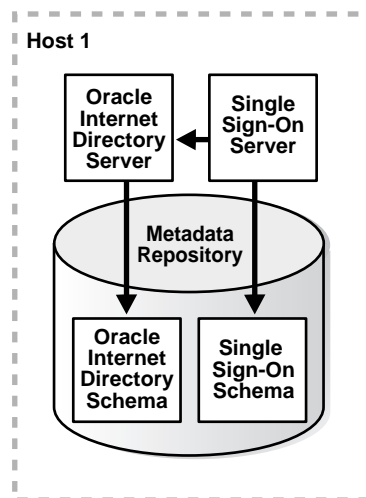 Host 1
Oracle
Internet
Directory
Server
Single
Sign-On
Server
Metadata
Repository
Oracle
Internet
Directory
Schema
Single
Sign-On
Schema